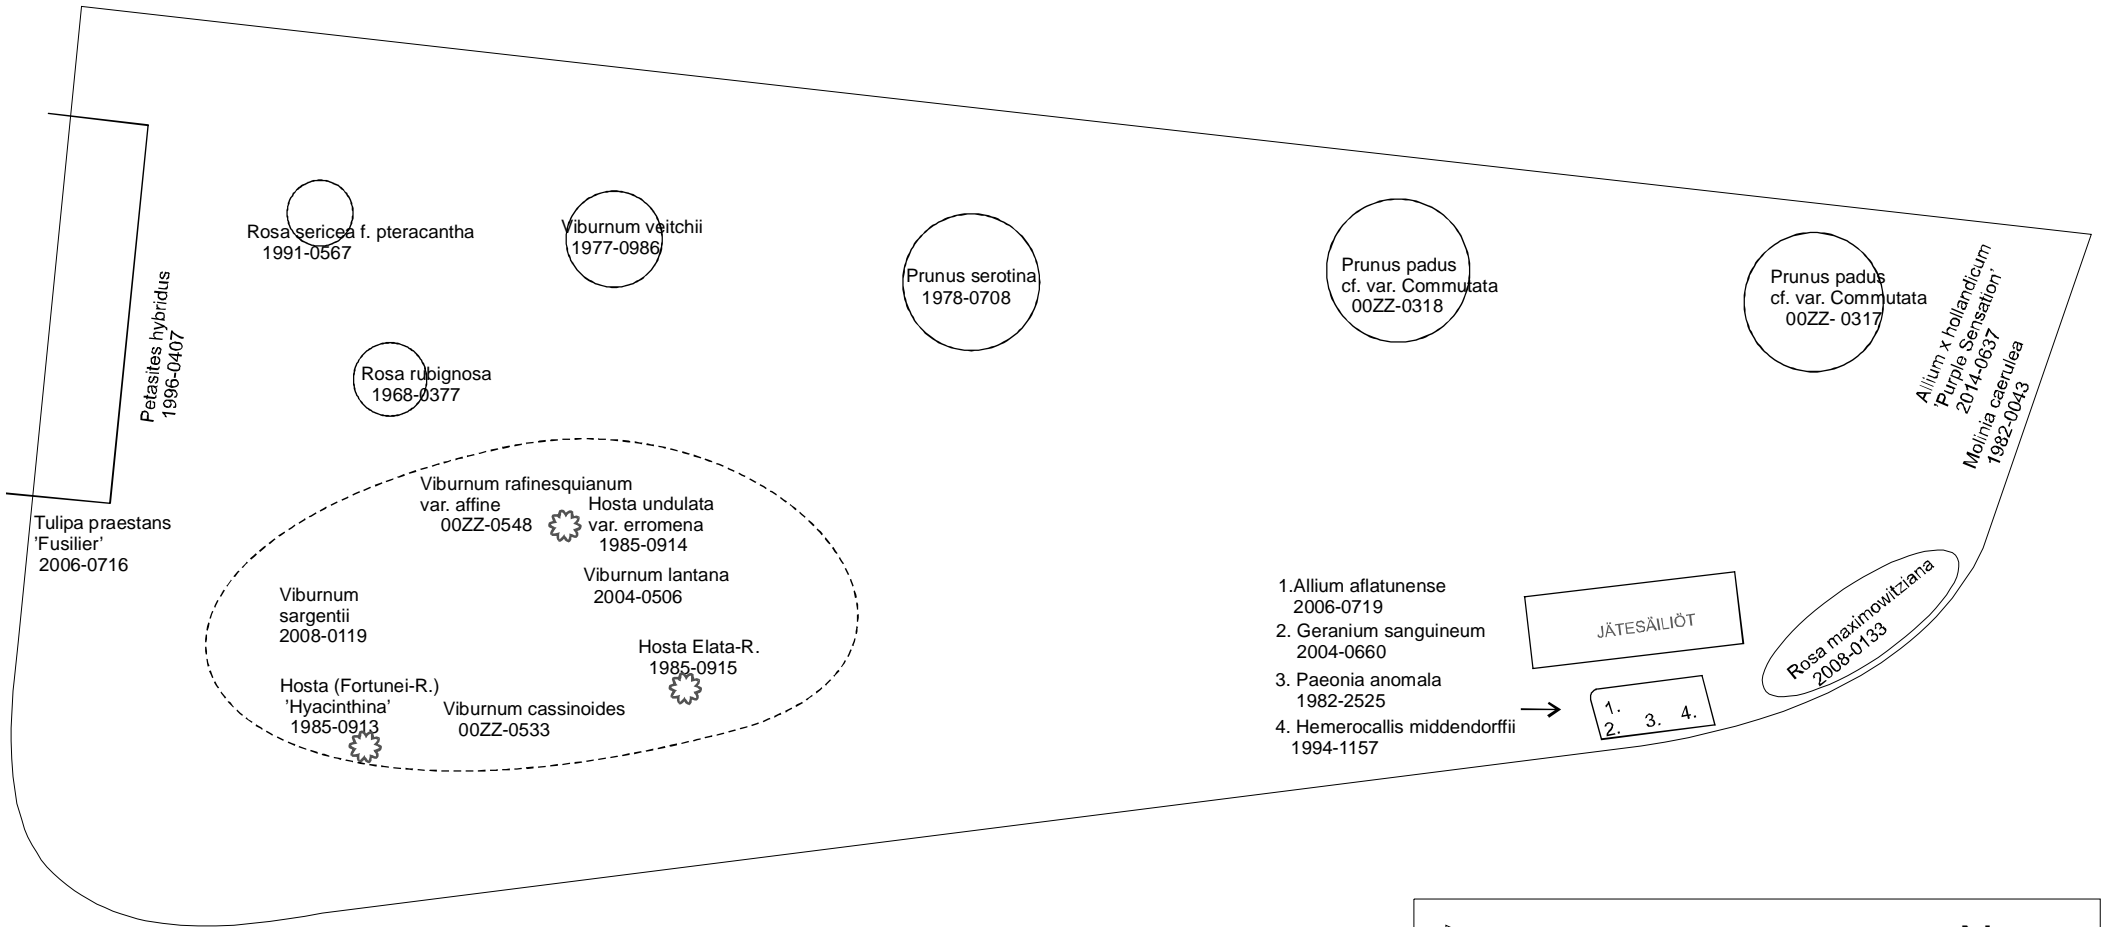 Rosa sericea f. pteracantha
1991-0567
Viburnum veitchii
1977-0986
Prunus serotina
1978-0708
Prunus padus
cf. var. Commutata
00ZZ-0318
Prunus padus
cf. var. Commutata
00ZZ- 0317
Allium x hollandicum
'Purple Sensation'
2014-0637
Molinia caerulea
1982-0043
Petasites hybridus
1996-0407
Rosa rubignosa
1968-0377
Tulipa praestans
’Fusilier’
2006-0716
Viburnum rafinesquianum
var. affine
00ZZ-0548
Hosta undulata
var. erromena
1985-0914
Viburnum lantana
2004-0506
Viburnum
sargentii
2008-0119
Hosta Elata-R.
1985-0915
Hosta (Fortunei-R.)
'Hyacinthina’
1985-0913
Viburnum cassinoides
00ZZ-0533
1.Allium aflatunense
2006-0719
2. Geranium sanguineum
2004-0660
3. Paeonia anomala
1982-2525
4. Hemerocallis middendorffii
1994-1157
JÄTESÄILIÖT
1.
2. 3. 4.
Rosa maximowitziana
2008-0133